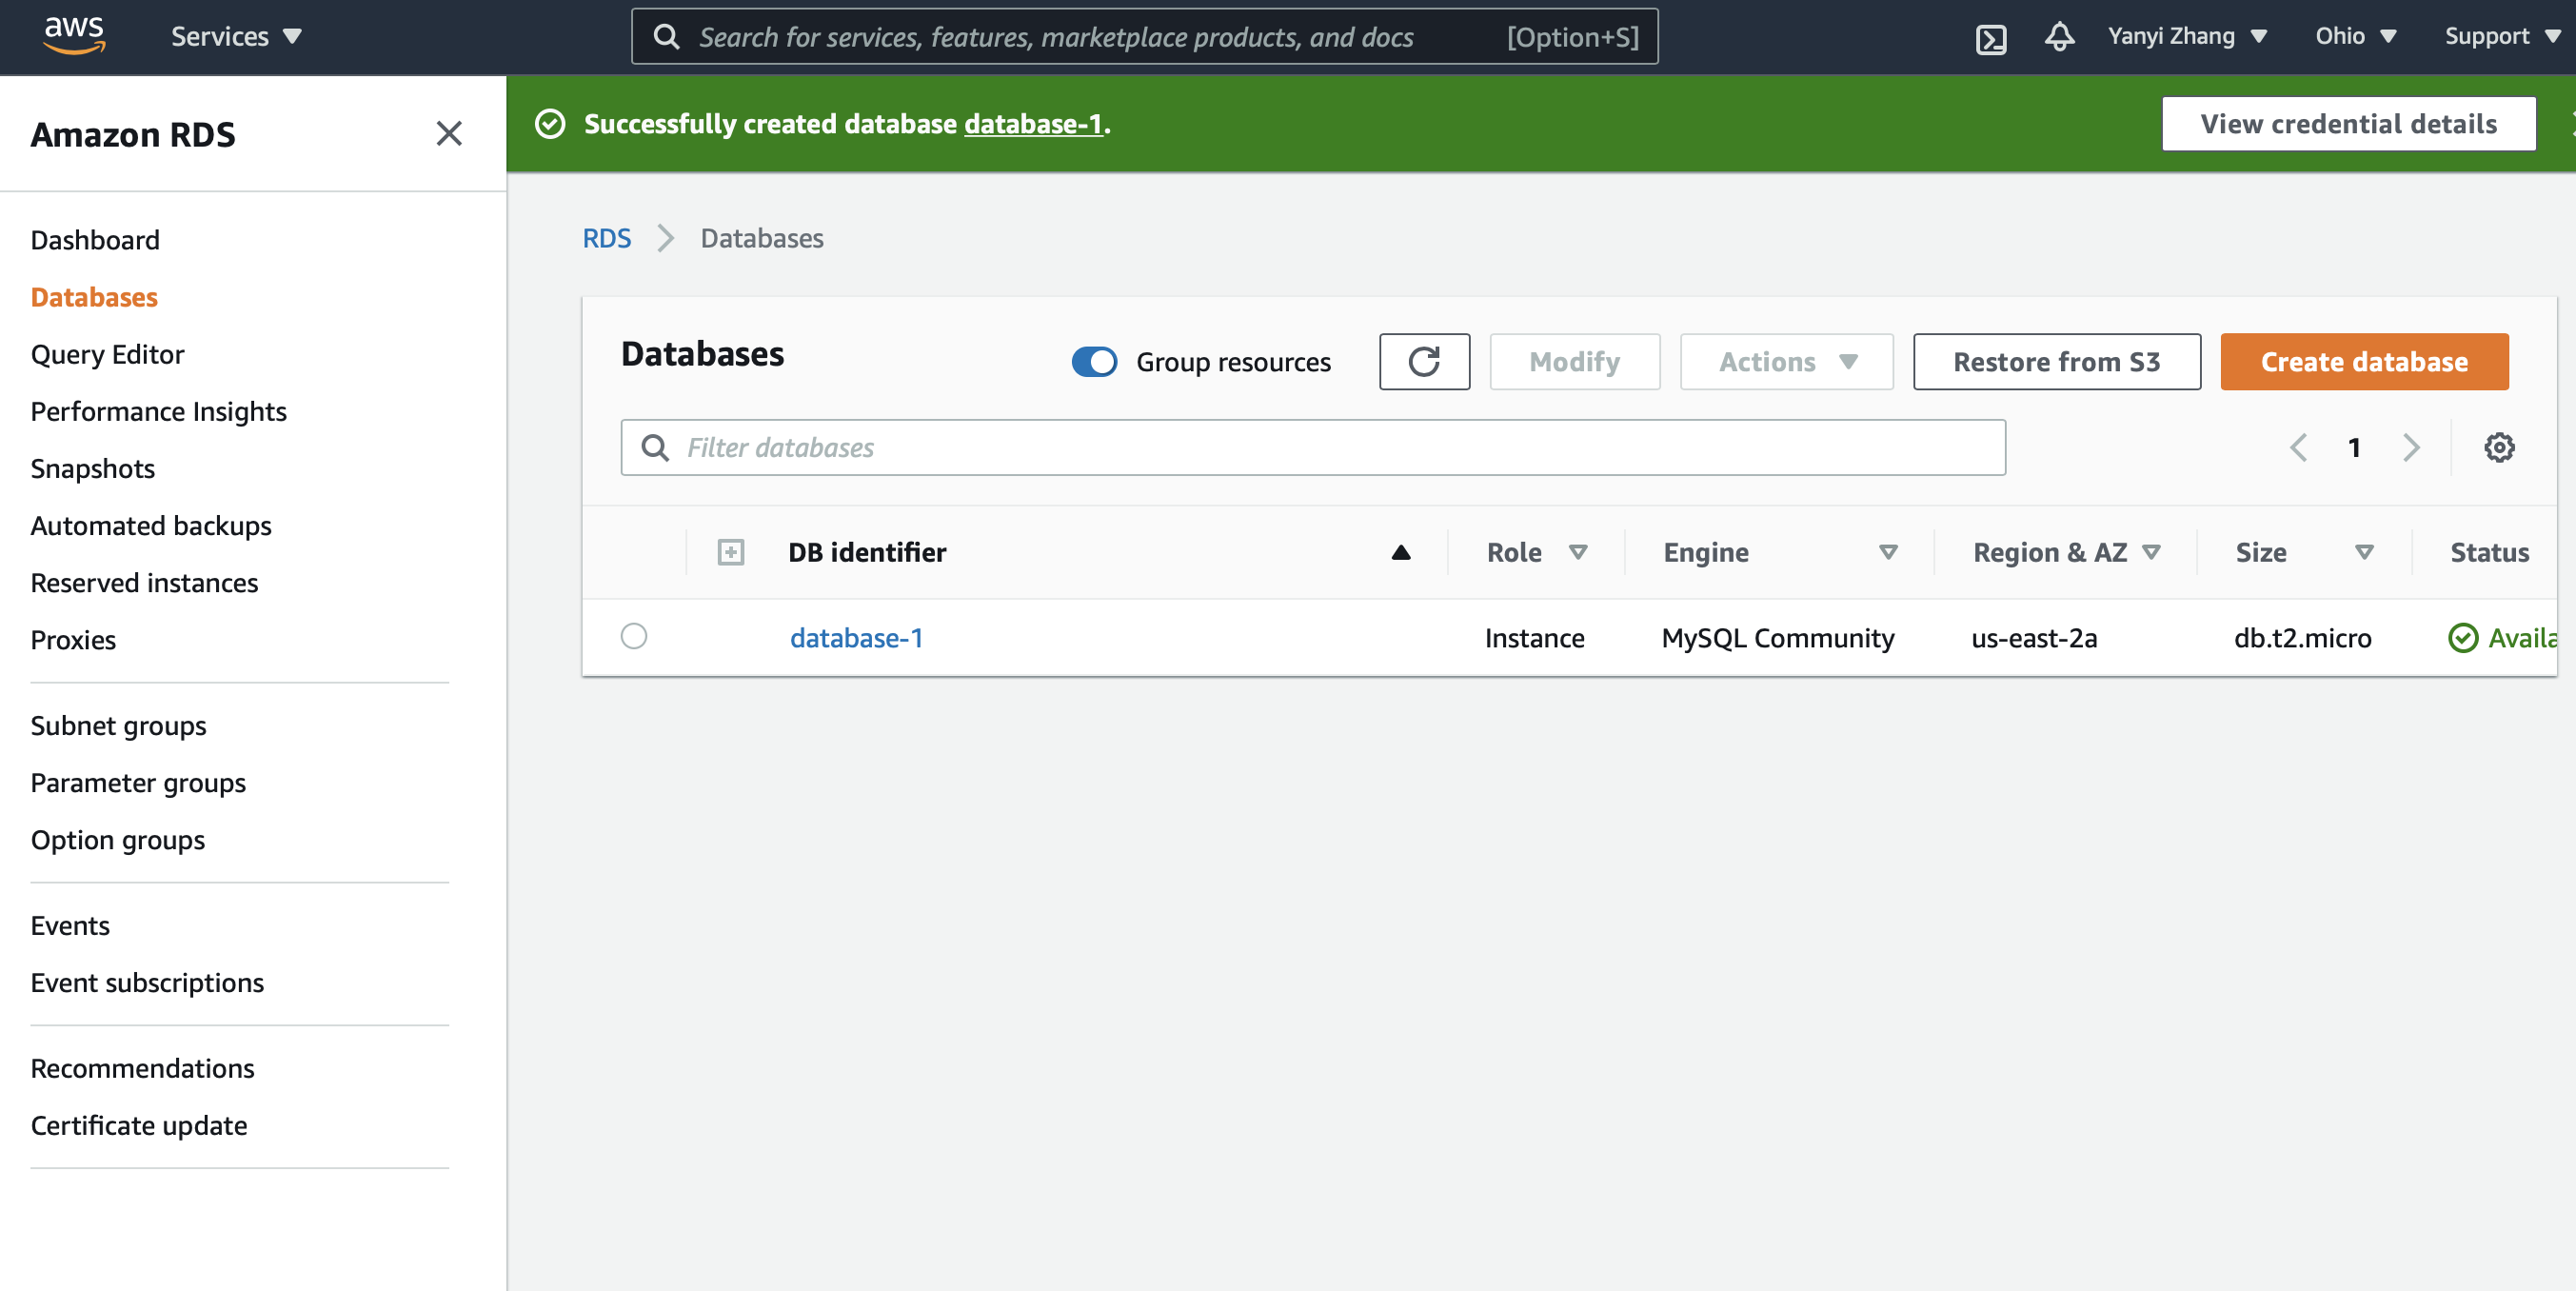 aws
Services
Search for services, features, marketplace products, and docs [Option+S]
Yanyi Zhang
Ohio
Support
Amazon RDS
Dashboard
Databases
Query Editor
Performance Insights
Snapshots
Automated backups
Reserved instances
Proxies
Subnet groups
Parameter groups
Option groups
Events
Event subscriptions
Recommendations
Certificate update
Successfully created database database-1.
View credential details
RDS Databases
Databases
Group resources
Modify
Actions
Restore from S3
Create database
Filter databases
1
DB identifier Role Engine Region & AZ Size Status
database-1 Instance MySQL Community us-east-2a db.t2.micro Availa